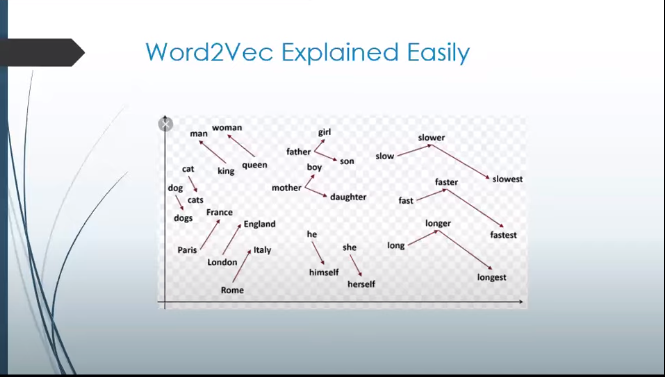 Word2Vec Explained Easily
man
woman
king
queen
cat
cats
dog
dogs
France
Paris
England
London
Italy
Rome
girl
father
son
boy
mother
daughter
he
himself
she
herself
slower
slow
slowest
faster
fast
fastest
longer
long
longest